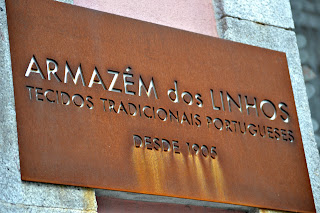 ARMAZÉM dos LINHOS
TECIDOS TRADICIONAIS PORTUGUESES
DESDE 1905